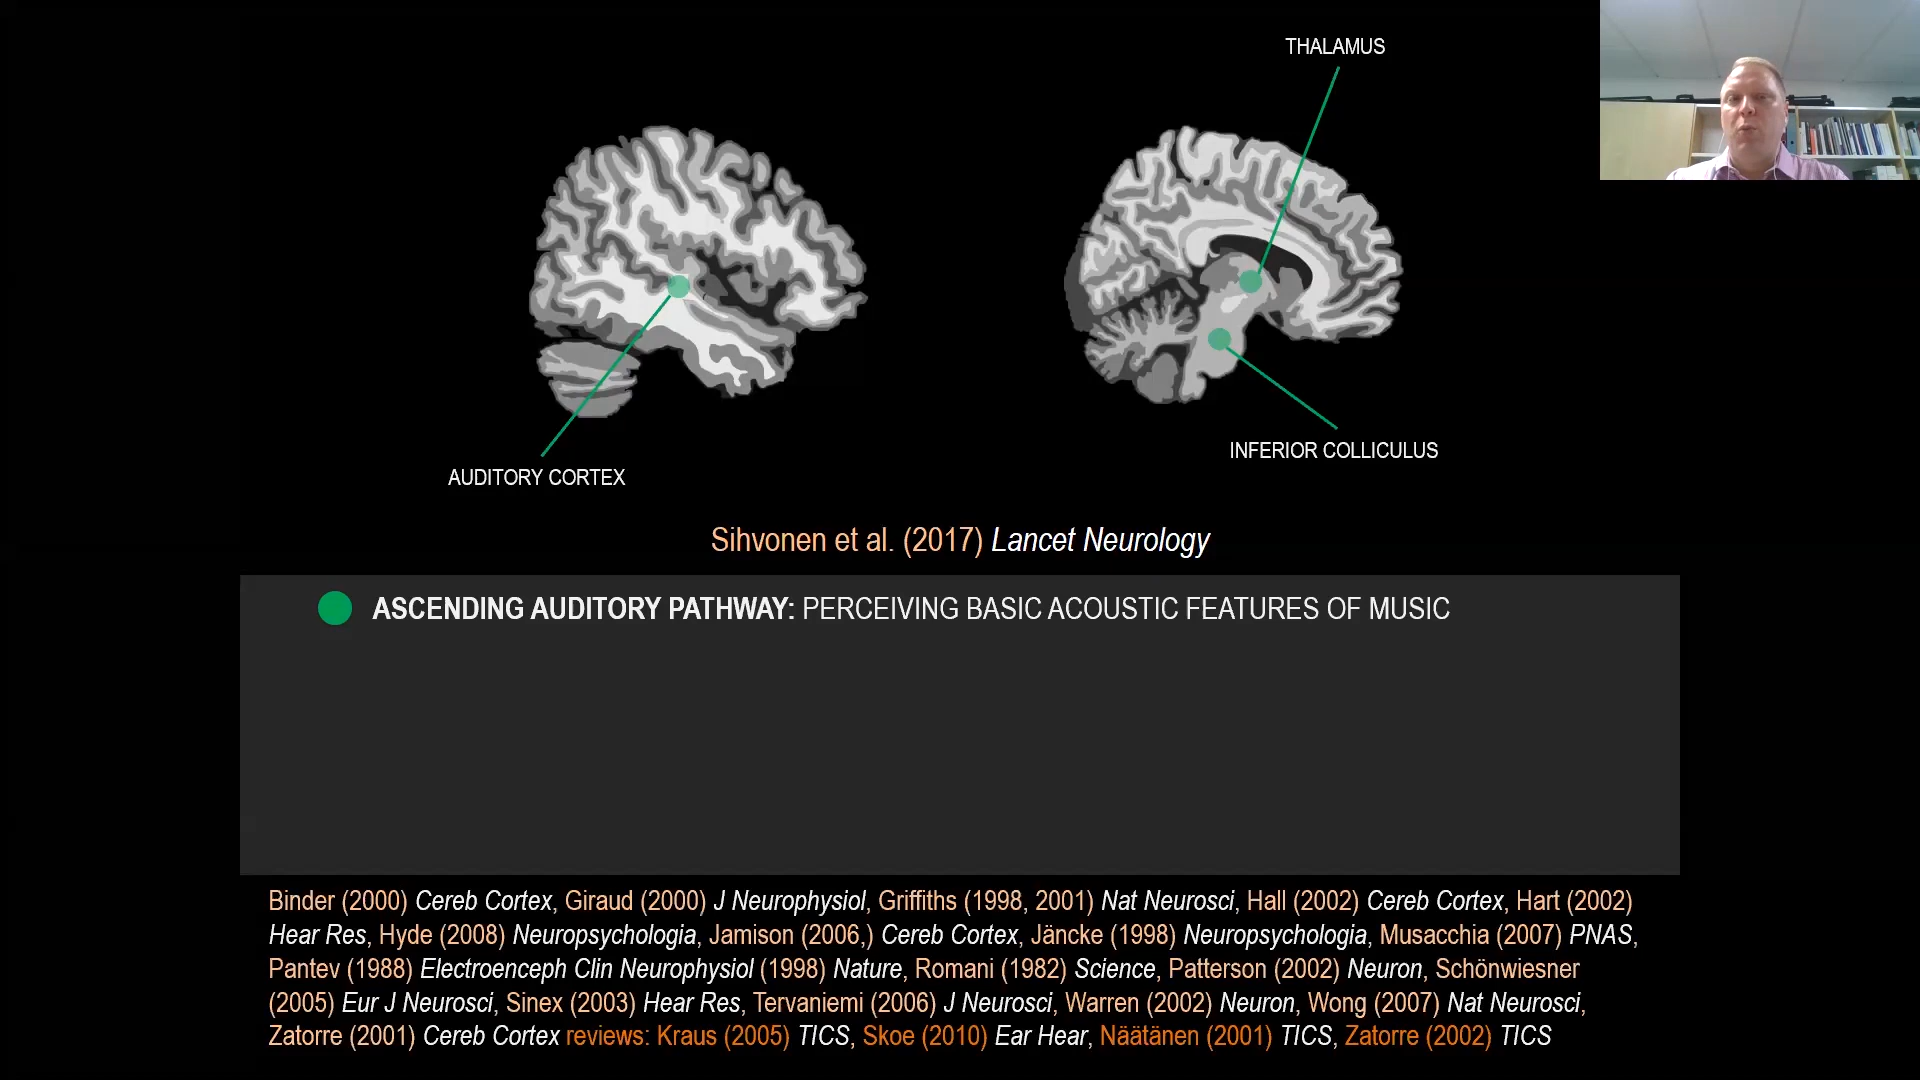 THALAMUS
INFERIOR COLLICULUS
AUDITORY CORTEX
Sihvonen et al. (2017) Lancet Neurology
ASCENDING AUDITORY PATHWAY: PERCEIVING BASIC ACOUSTIC FEATURES OF MUSIC
Binder (2000) Cereb Cortex, Giraud (2000) J Neurophysiol, Griffiths (1998, 2001) Nat Neurosci, Hall (2002) Cereb Cortex, Hart (2002)
Hear Res, Hyde (2008) Neuropsychologia, Jamison (2006,) Cereb Cortex, Jäncke (1998) Neuropsychologia, Musacchia (2007) PNAS,
Pantev (1988) Electroenceph Clin Neurophysiol (1998) Nature, Romani (1982) Science, Patterson (2002) Neuron, Schönwiesner
(2005) Eur J Neurosci, Sinex (2003) Hear Res, Tervaniemi (2006) J Neurosci, Warren (2002) Neuron, Wong (2007) Nat Neurosci,
Zatorre (2001) Cereb Cortex reviews: Kraus (2005) TICS, Skoe (2010) Ear Hear, Näätänen (2001) TICS, Zatorre (2002) TICS